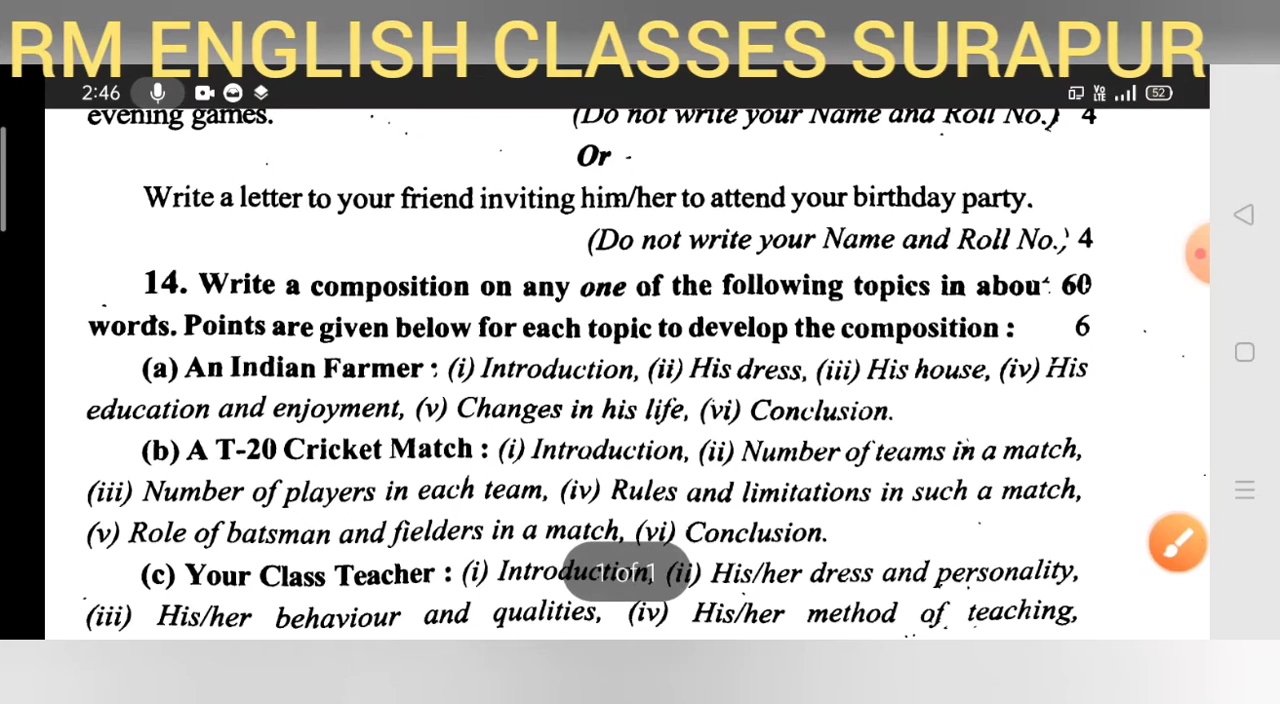 RM ENGLISH CLASSES SURAPUR
2:46 Vo LTE 52
evening games. (Do not write your Name and Roll No.) 4
Or
Write a letter to your friend inviting him/her to attend your birthday party.
(Do not write your Name and Roll No.) 4
14. Write a composition on any one of the following topics in about 60
words. Points are given below for each topic to develop the composition : 6
(a) An Indian Farmer : (i) Introduction, (ii) His dress, (iii) His house, (iv) His
education and enjoyment, (v) Changes in his life, (vi) Conclusion.
(b) A T-20 Cricket Match : (i) Introduction, (ii) Number of teams in a match,
(iii) Number of players in each team, (iv) Rules and limitations in such a match,
(v) Role of batsman and fielders in a match, (vi) Conclusion.
(c) Your Class Teacher : (i) Introduction, (ii) His/her dress and personality,
1 of 1
(iii) His/her behaviour and qualities, (iv) His/her method of teaching,